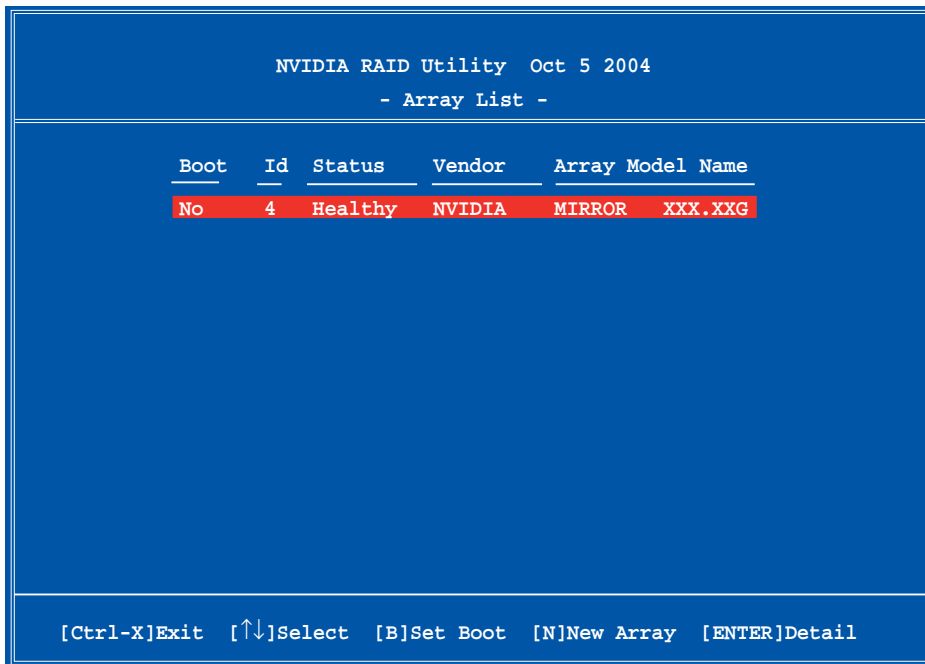 NVIDIA RAID Utility Oct 5 2004
- Array List -
Boot Id Status Vendor Array Model Name
No 4 Healthy NVIDIA MIRROR XXX.XXG
[Ctrl-X]Exit [↑↓]Select [B]Set Boot [N]New Array [ENTER]Detail